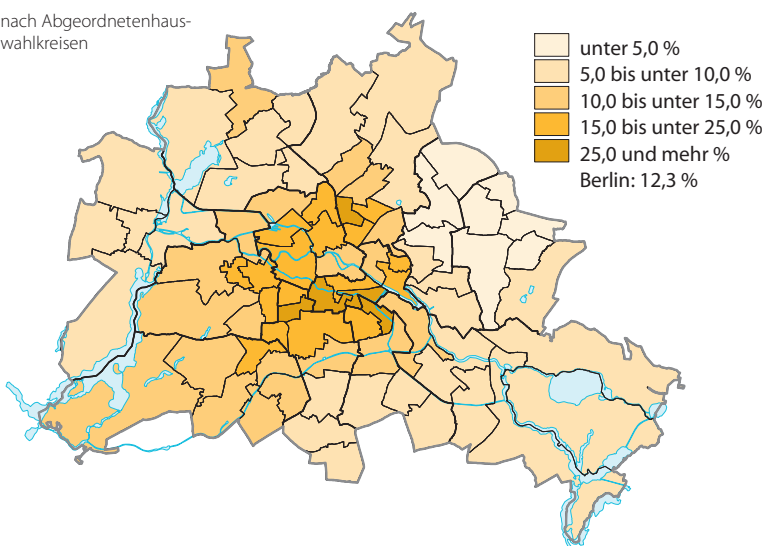 nach Abgeordnetenhaus-
wahlkreisen
unter 5,0 %
5,0 bis unter 10,0 %
10,0 bis unter 15,0 %
15,0 bis unter 25,0 %
25,0 und mehr %
Berlin: 12,3 %